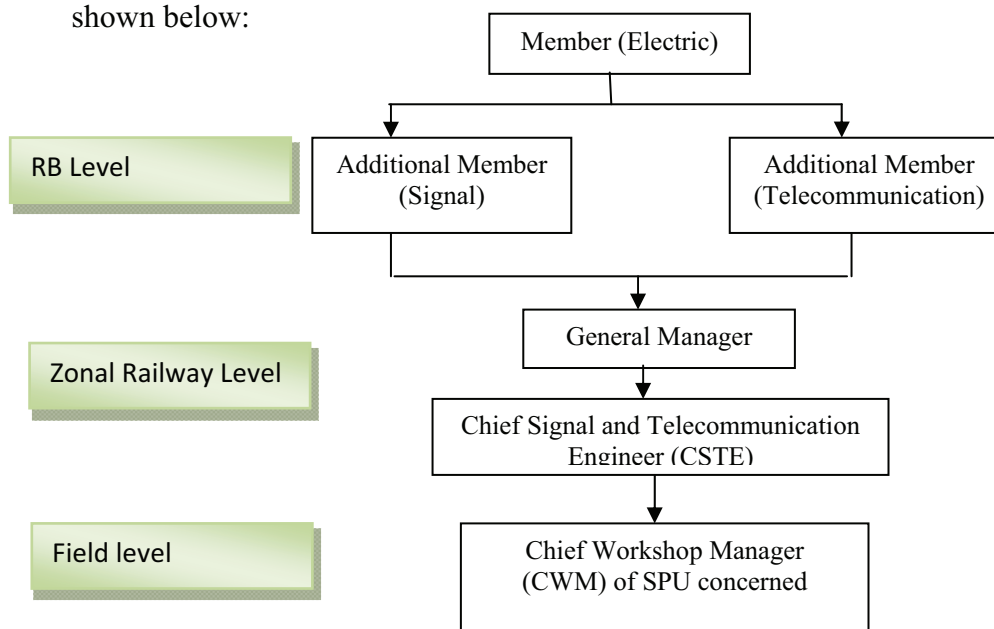 shown below:
Member (Electric)
RB Level
Additional Member
(Signal)
Additional Member
(Telecommunication)
General Manager
Zonal Railway Level
Chief Signal and Telecommunication
Engineer (CSTE)
Field level
Chief Workshop Manager
(CWM) of SPU concerned